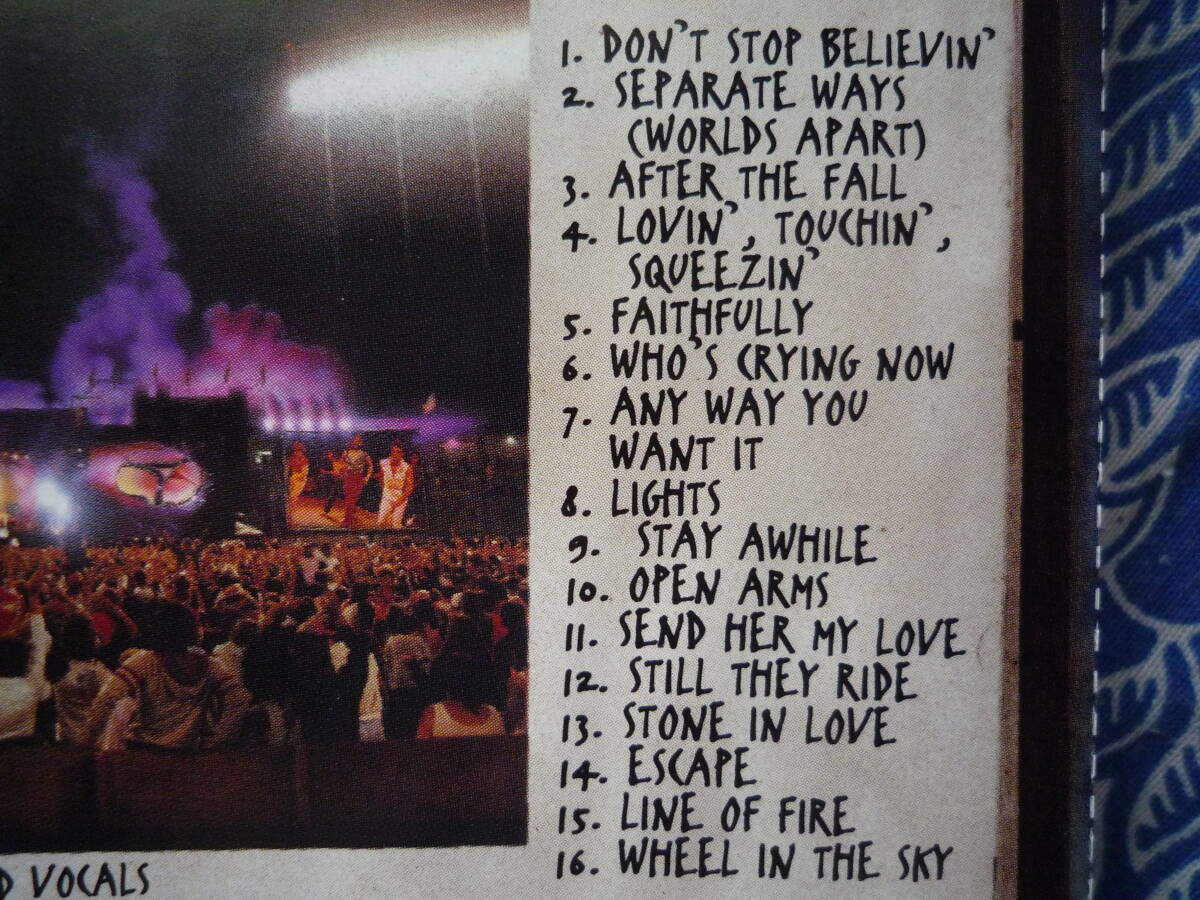 1. DON'T STOP BELIEVIN'
2. SEPARATE WAYS
(WORLDS APART)
3. AFTER THE FALL
4. LOVIN', TOUCHIN',
SQUEEZIN'
5. FAITHFULLY
6. WHO'S CRYING NOW
7. ANY WAY YOU
WANT IT
8. LIGHTS
9. STAY AWHILE
10. OPEN ARMS
11. SEND HER MY LOVE
12. STILL THEY RIDE
13. STONE IN LOVE
14. ESCAPE
15. LINE OF FIRE
16. WHEEL IN THE SKY
VOCALS